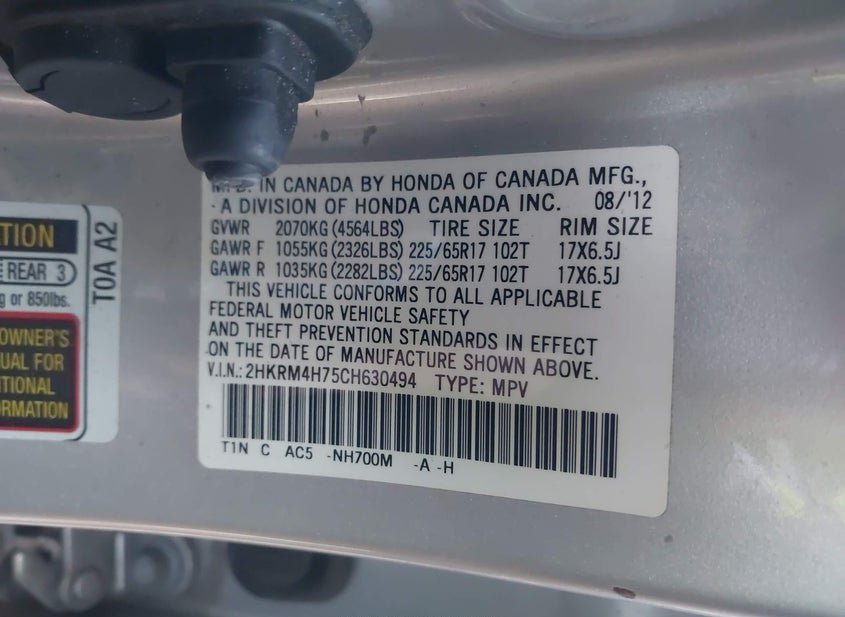 IN CANADA BY HONDA OF CANADA MFG.,
- A DIVISION OF HONDA CANADA INC. 08/'12
GVWR 2070KG (4564LBS) TIRE SIZE RIM SIZE
GAWR F 1055KG (2326LBS) 225/65R17 102T 17X6.5J
GAWR R 1035KG (2282LBS) 225/65R17 102T 17X6.5J
THIS VEHICLE CONFORMS TO ALL APPLICABLE
FEDERAL MOTOR VEHICLE SAFETY
AND THEFT PREVENTION STANDARDS IN EFFECT
ON THE DATE OF MANUFACTURE SHOWN ABOVE.
V.I.N.: 2HKRM4H75CH630494 TYPE: MPV
T1N C AC5 -NH700M -A -H
TION
REAR 3
g or 850lbs.
OWNER'S
UAL FOR
ITIONAL
RMATION
T0A A2